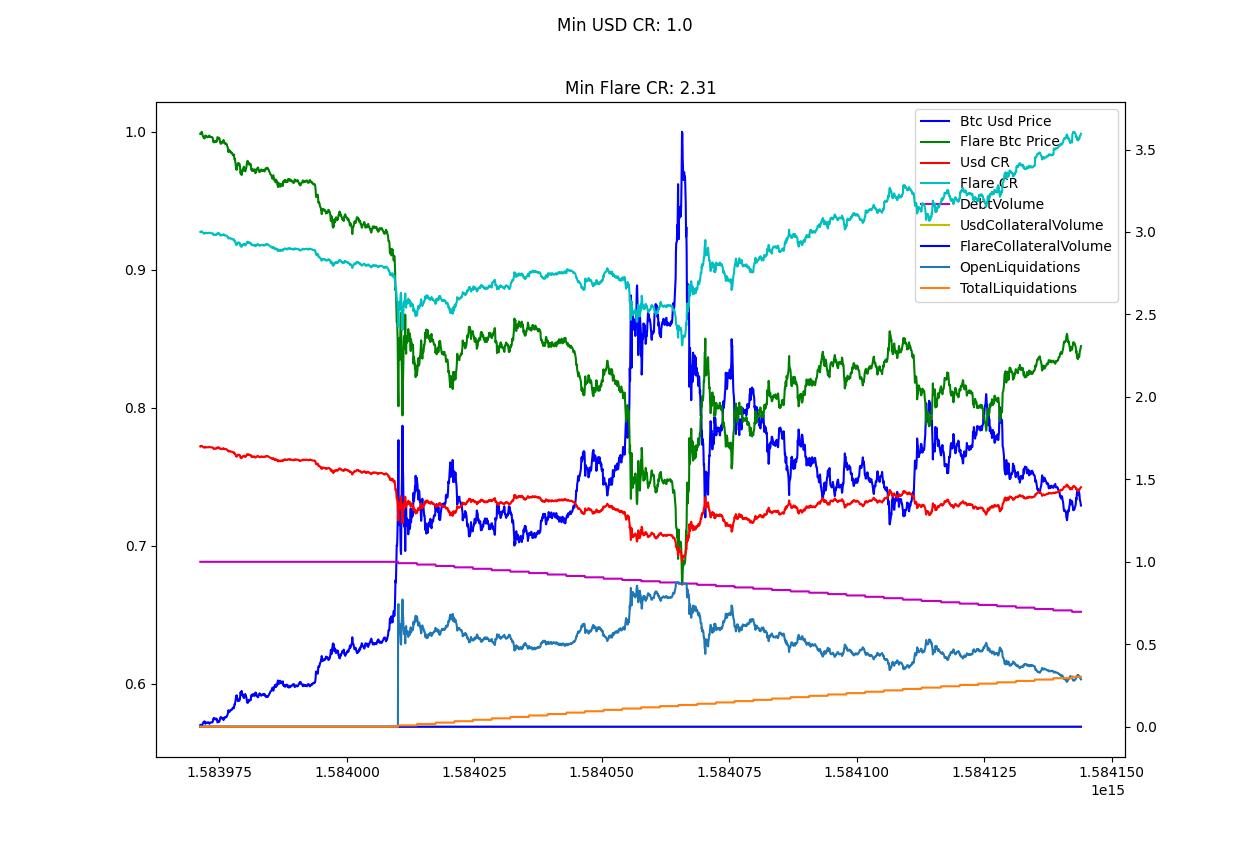 Min USD CR: 1.0
Min Flare CR: 2.31
Btc Usd Price
Flare Btc Price
Usd CR
Flare CR
DebtVolume
UsdCollateralVolume
FlareCollateralVolume
OpenLiquidations
TotalLiquidations
1.0
0.9
0.8
0.7
0.6
3.5
3.0
2.5
2.0
1.5
1.0
0.5
0.0
1.583975 1.584000 1.584025 1.584050 1.584075 1.584100 1.584125 1.584150
1e15